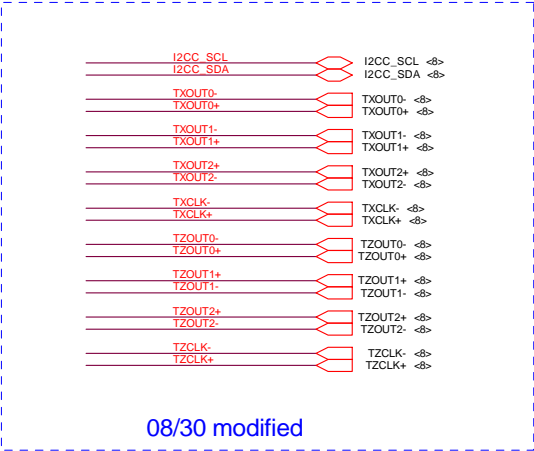 I2CC_SCL I2CC_SCL <8>
I2CC_SDA I2CC_SDA <8>
TXOUT0- TXOUT0- <8>
TXOUT0+ TXOUT0+ <8>
TXOUT1- TXOUT1- <8>
TXOUT1+ TXOUT1+ <8>
TXOUT2+ TXOUT2+ <8>
TXOUT2- TXOUT2- <8>
TXCLK- TXCLK- <8>
TXCLK+ TXCLK+ <8>
TZOUT0- TZOUT0- <8>
TZOUT0+ TZOUT0+ <8>
TZOUT1+ TZOUT1+ <8>
TZOUT1- TZOUT1- <8>
TZOUT2+ TZOUT2+ <8>
TZOUT2- TZOUT2- <8>
TZCLK- TZCLK- <8>
TZCLK+ TZCLK+ <8>
08/30 modified